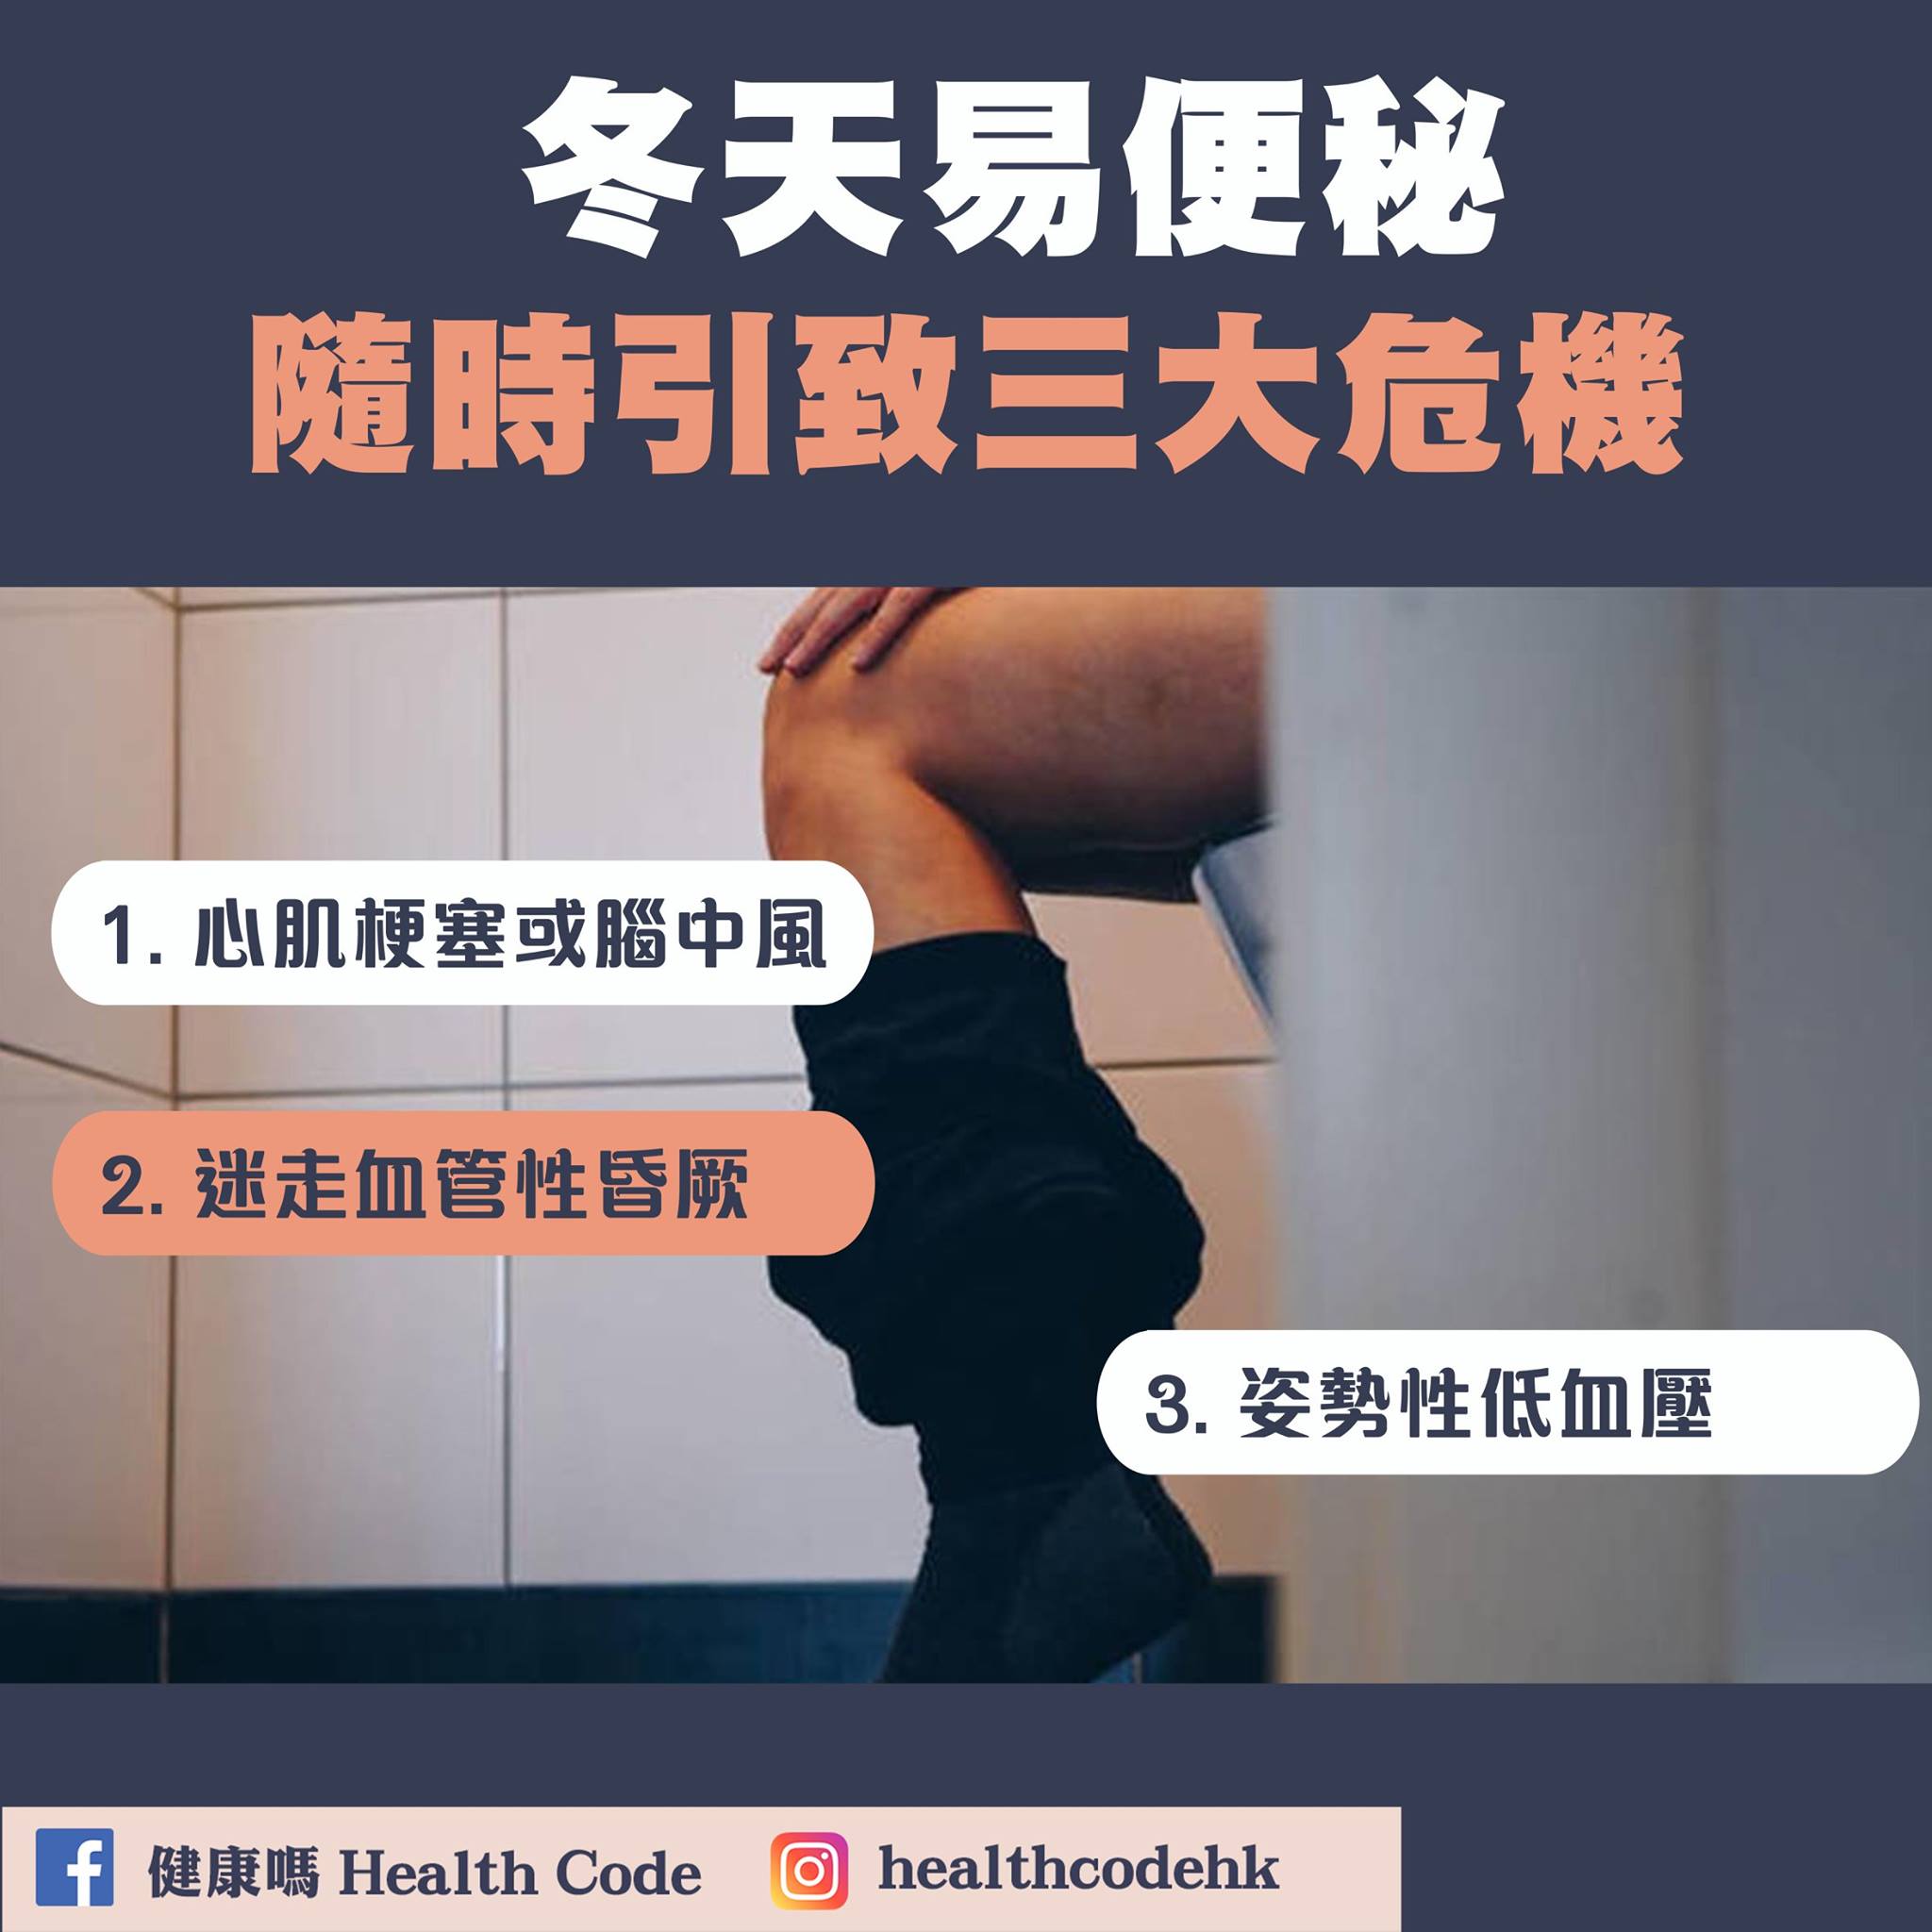 冬天易便秘
隨時引致三大危機
1. 心肌梗塞或腦中風
2. 迷走血管性昏厥
3. 姿勢性低血壓
健康嗎 Health Code
healthcodehk